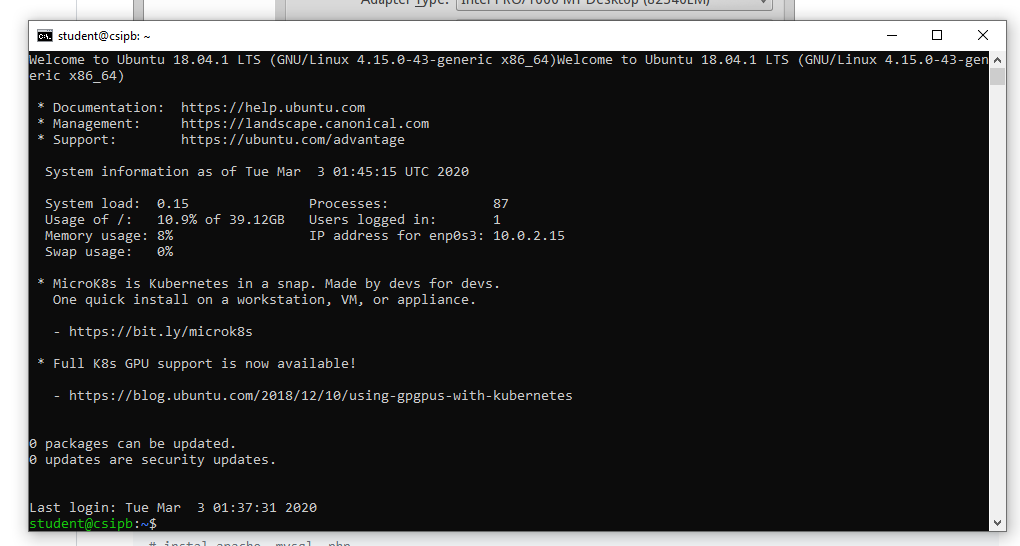 Adapter Type: Intel PRO/1000 MT Desktop (82540EM)
student@csipb: ~
Welcome to Ubuntu 18.04.1 LTS (GNU/Linux 4.15.0-43-generic x86_64)Welcome to Ubuntu 18.04.1 LTS (GNU/Linux 4.15.0-43-gen
eric x86_64)
* Documentation:  https://help.ubuntu.com
* Management:     https://landscape.canonical.com
* Support:        https://ubuntu.com/advantage
System information as of Tue Mar  3 01:45:15 UTC 2020
System load:  0.15               Processes:             87
Usage of /:   10.9% of 39.12GB   Users logged in:       1
Memory usage: 8%                 IP address for enp0s3: 10.0.2.15
Swap usage:   0%
* MicroK8s is Kubernetes in a snap. Made by devs for devs.
One quick install on a workstation, VM, or appliance.
- https://bit.ly/microk8s
* Full K8s GPU support is now available!
- https://blog.ubuntu.com/2018/12/10/using-gpgpus-with-kubernetes
0 packages can be updated.
0 updates are security updates.
Last login: Tue Mar  3 01:37:31 2020
student@csipb:~$
# instal apache, mysql, php